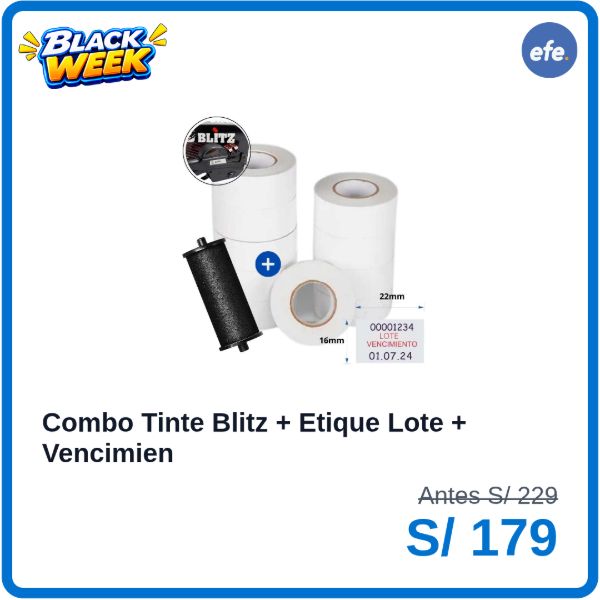 BLACK
WEEK
efe.
BLITZ
+
22mm
16mm
00001234
LOTE
VENCIMIENTO
01.07.24
Combo Tinte Blitz + Etique Lote +
Vencimien
Antes S/ 229
S/ 179